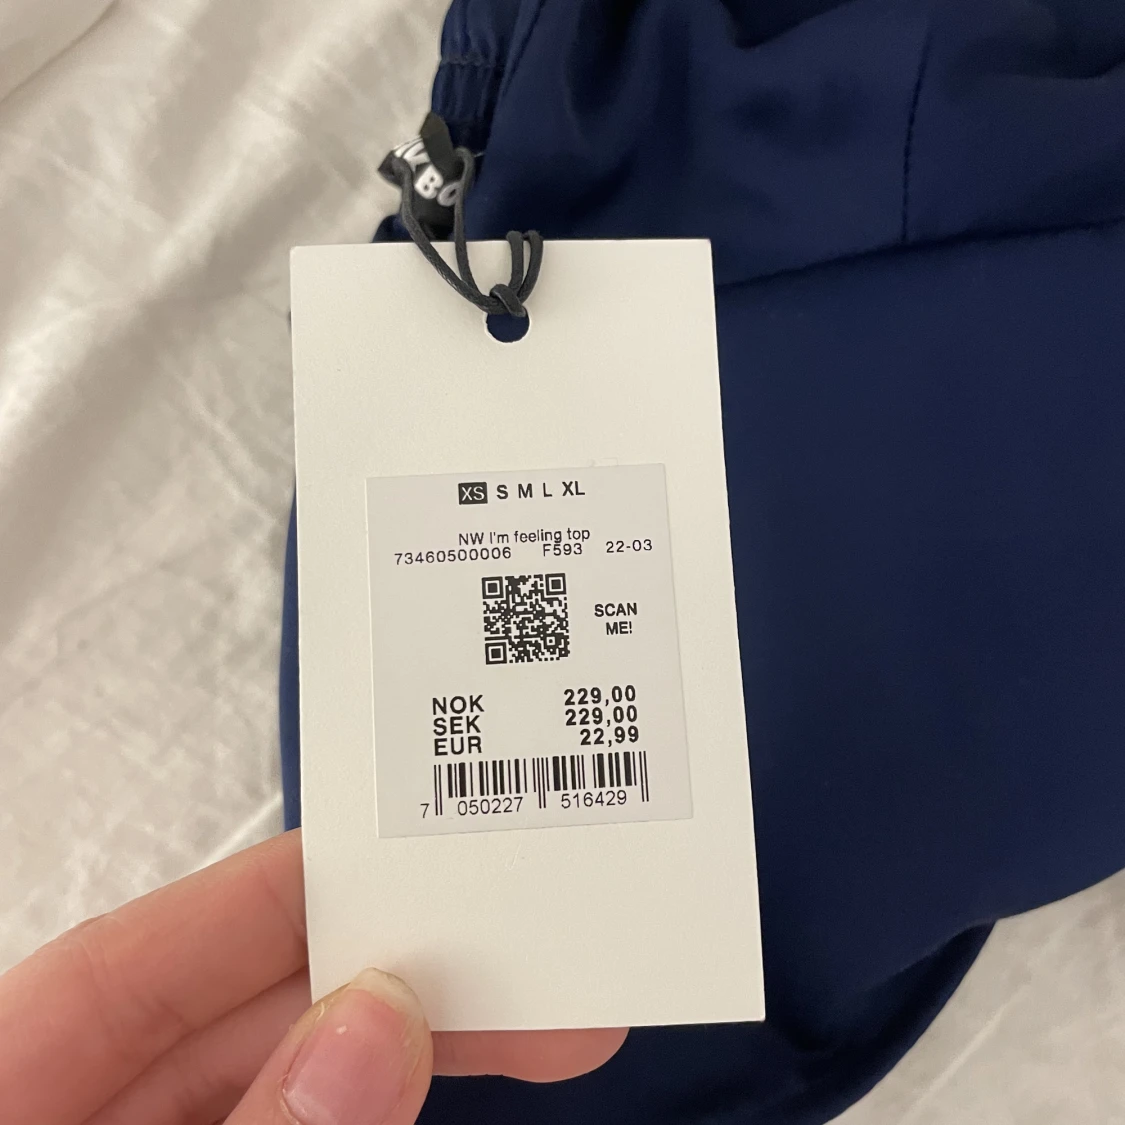 BO
XS S M L XL
NW I'm feeling top
73460500006 F593 22-03
SCAN
ME!
NOK 229,00
SEK 229,00
EUR 22,99
7 050227 516429